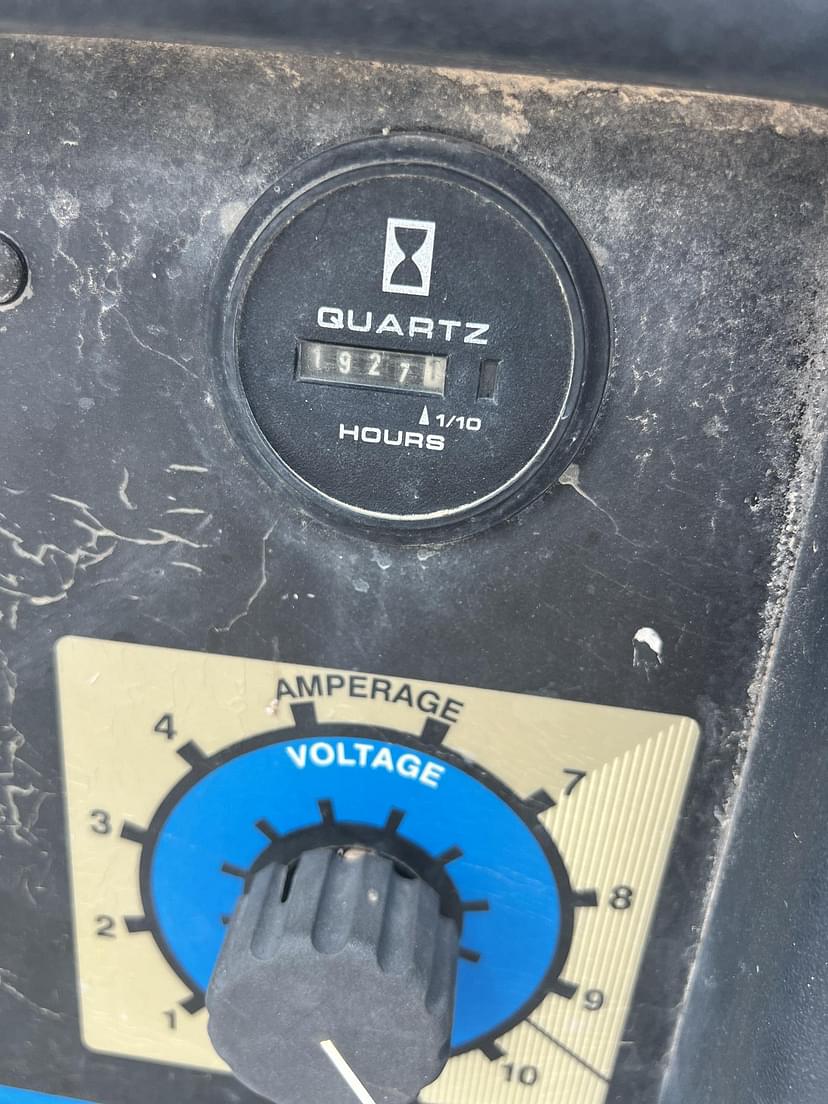 QUARTZ
1927
1/10
HOURS
AMPERAGE
VOLTAGE
4
7
3
8
2
9
1
10